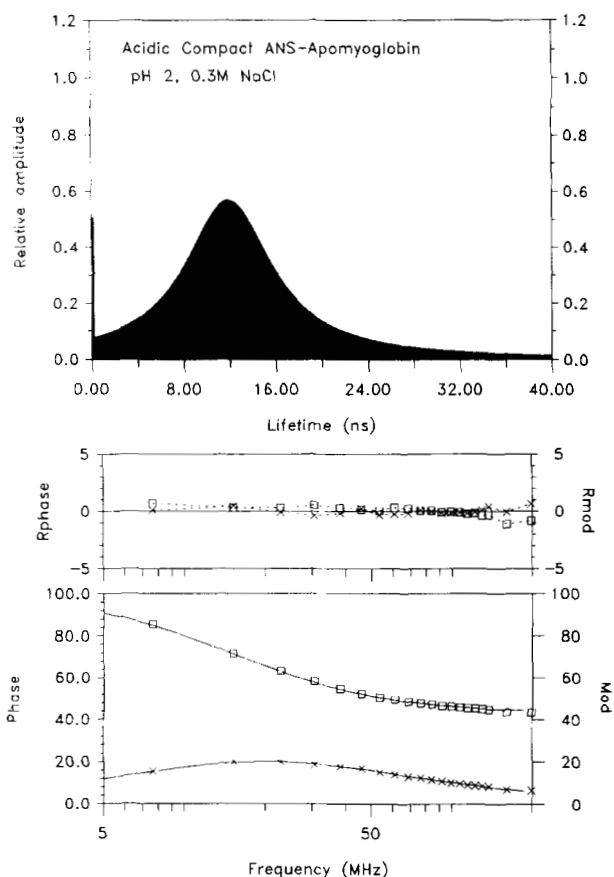 1.2 1.2
Acidic Compact ANS-Apomyoglobin
1.0 1.0
pH 2, 0.3M NaCl
0.8 0.8
Relative amplitude
0.6 0.6
0.4 0.4
0.2 0.2
0.0 0.0
0.00 8.00 16.00 24.00 32.00 40.00
Lifetime (ns)
5 5
Rphase 0 0 Rmod
-5 -5
100.0 100
80.0 80
Phase 60.0 60 Mod
40.0 40
20.0 20
0.0 0
5 50
Frequency (MHz)